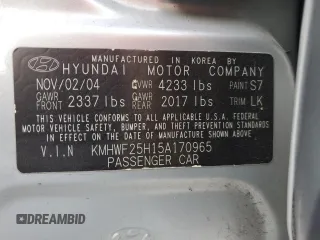 MANUFACTURED IN KOREA BY
HYUNDAI MOTOR COMPANY
NOV/02/04 GVWR 4233 lbs PAINT S7
GAWR FRONT 2337 lbs GAWR REAR 2017 lbs TRIM LK
THIS VEHICLE CONFORMS TO ALL APPLICABLE
U.S.A. FEDERAL MOTOR VEHICLE SAFETY, BUMPER,
AND THEFT PREVENTION STANDARDS IN EFFECT ON
THE DATE OF MANUFACTURE SHOWN ABOVE.
V.I.N KMHWF25H15A170965
PASSENGER CAR
DREAMBID